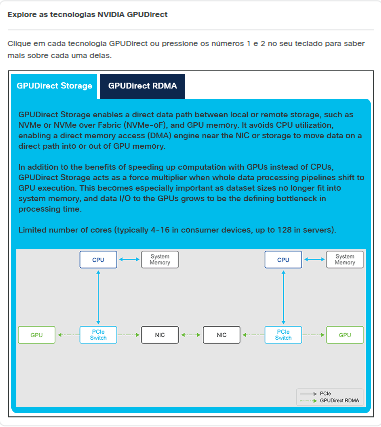 Explore as tecnologias NVIDIA GPUDirect
Clique em cada tecnologia GPUDirect ou pressione os números 1 e 2 no seu teclado para saber
mais sobre cada uma delas.
GPUDirect Storage
GPUDirect RDMA
GPUDirect Storage enables a direct data path between local or remote storage, such as
NVMe or NVMe over Fabric (NVMe-oF), and GPU memory. It avoids CPU utilization,
enabling a direct memory access (DMA) engine near the NIC or storage to move data on a
direct path into or out of GPU memory.
In addition to the benefits of speeding up computation with GPUs instead of CPUs,
GPUDirect Storage acts as a force multiplier when whole data processing pipelines shift to
GPU execution. This becomes especially important as dataset sizes no longer fit into
system memory, and data I/O to the GPUs grows to be the defining bottleneck in
processing time.
Limited number of cores (typically 4-16 in consumer devices, up to 128 in servers).
CPU
System
Memory
CPU
System
Memory
GPU
PCIe
Switch
NIC
NIC
PCIe
Switch
GPU
PCIe
GPUDirect RDMA